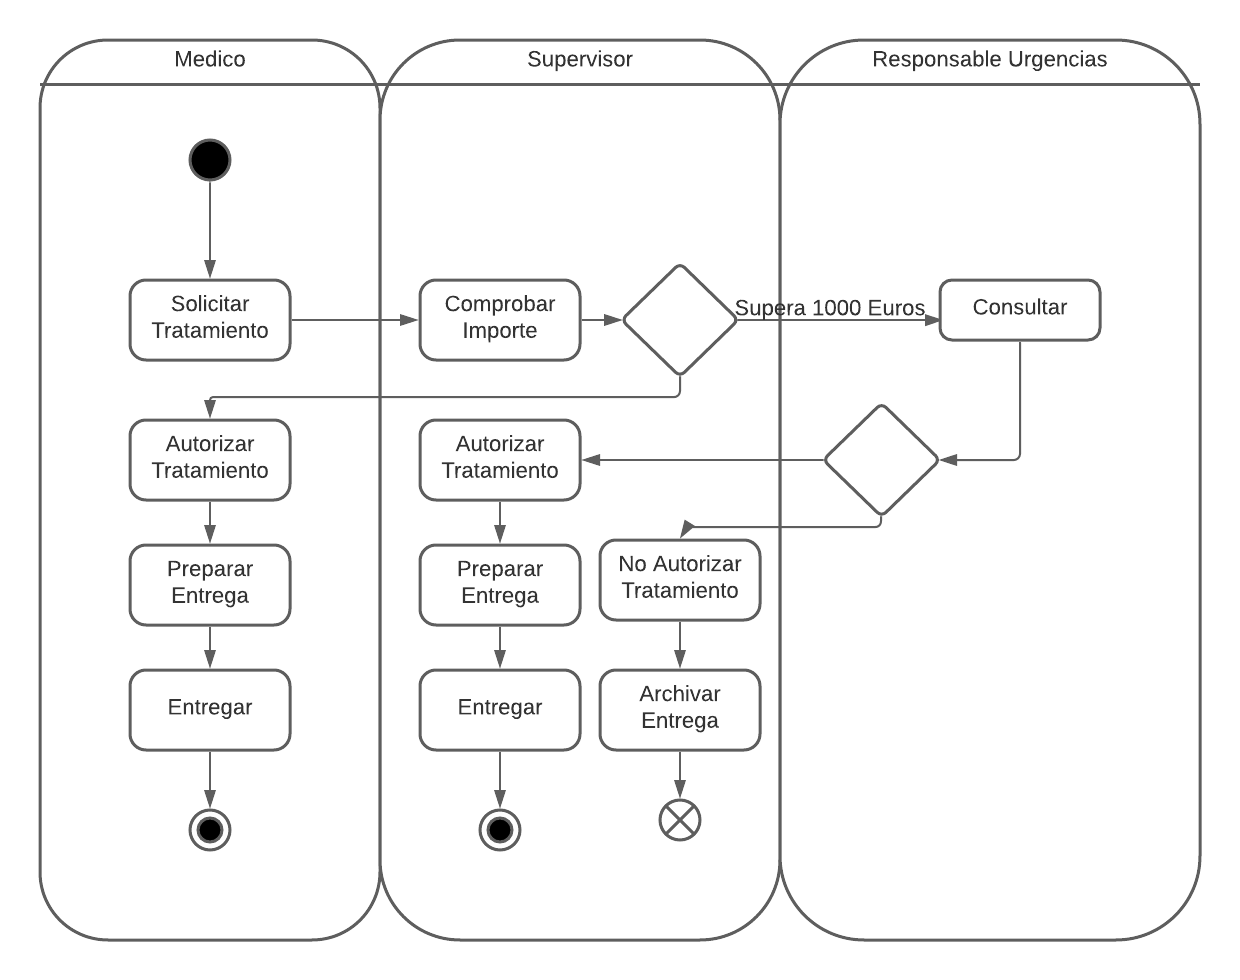 Medico
Supervisor
Responsable Urgencias
Solicitar
Tratamiento
Comprobar
Importe
Supera 1000 Euros
Consultar
Autorizar
Tratamiento
Autorizar
Tratamiento
Preparar
Entrega
Preparar
Entrega
No Autorizar
Tratamiento
Entregar
Entregar
Archivar
Entrega